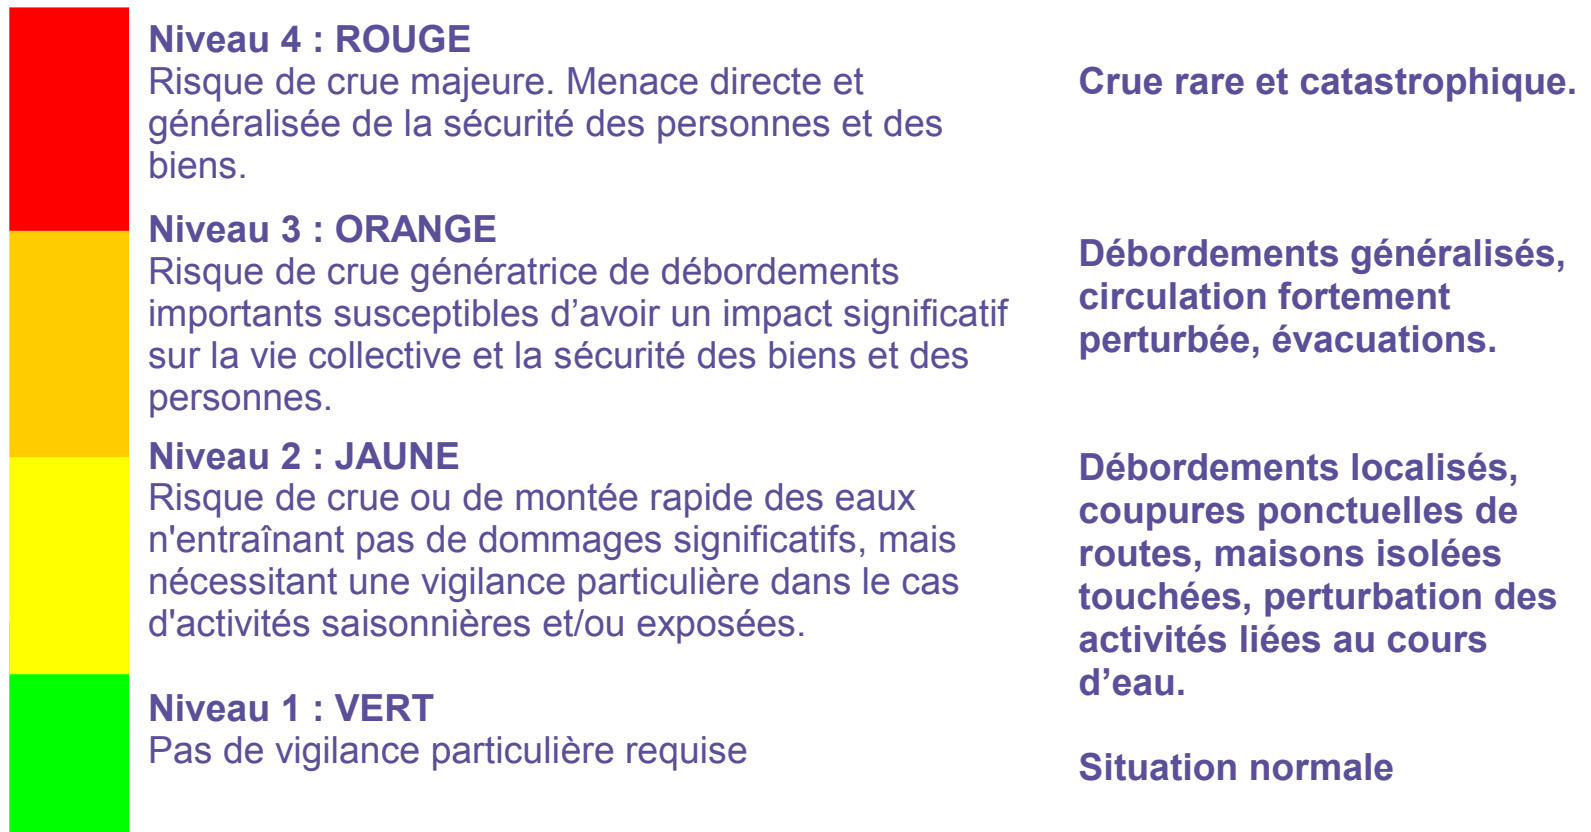 Niveau 4 : ROUGE
Risque de crue majeure. Menace directe et
généralisée de la sécurité des personnes et des
biens.
Crue rare et catastrophique.
Niveau 3 : ORANGE
Risque de crue génératrice de débordements
importants susceptibles d’avoir un impact significatif
sur la vie collective et la sécurité des biens et des
personnes.
Débordements généralisés,
circulation fortement
perturbée, évacuations.
Niveau 2 : JAUNE
Risque de crue ou de montée rapide des eaux
n'entraînant pas de dommages significatifs, mais
nécessitant une vigilance particulière dans le cas
d'activités saisonnières et/ou exposées.
Débordements localisés,
coupures ponctuelles de
routes, maisons isolées
touchées, perturbation des
activités liées au cours
d’eau.
Niveau 1 : VERT
Pas de vigilance particulière requise
Situation normale